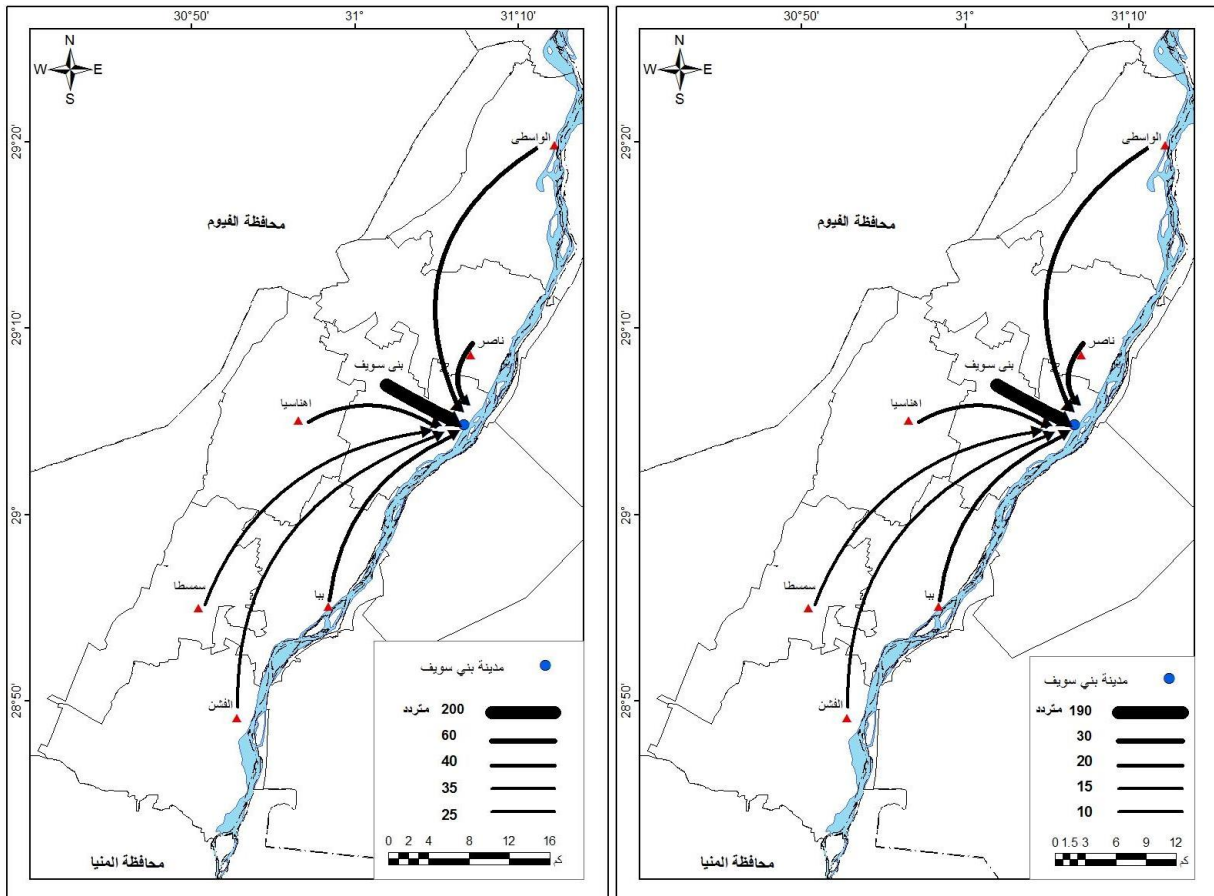 30°50'
31°
31°10'
N
W E
S
29°20'
الواسطى
محافظة الفيوم
29°10'
ناصر
بنى سويف
اهناسيا
29°
سمسطا
ببا
28°50'
الفشن
مدينة بني سويف
200 متردد
60
40
35
25
0 2 4 8 12 16
كم
محافظة المنيا
30°50'
31°
31°10'
N
W E
S
29°20'
الواسطى
محافظة الفيوم
29°10'
ناصر
بنى سويف
اهناسيا
29°
سمسطا
ببا
28°50'
الفشن
مدينة بني سويف
190 متردد
30
20
15
10
0 1.5 3 6 9 12
كم
محافظة المنيا